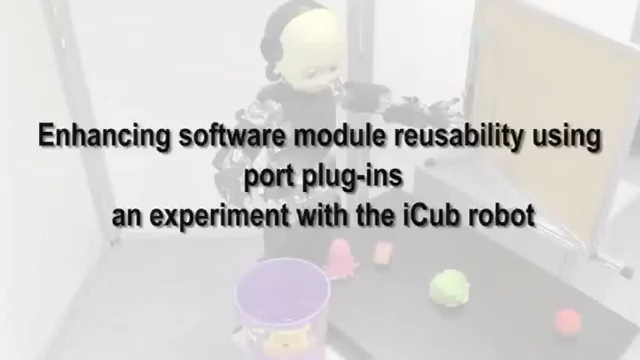 Enhancing software module reusability using
port plug-ins
an experiment with the iCub robot